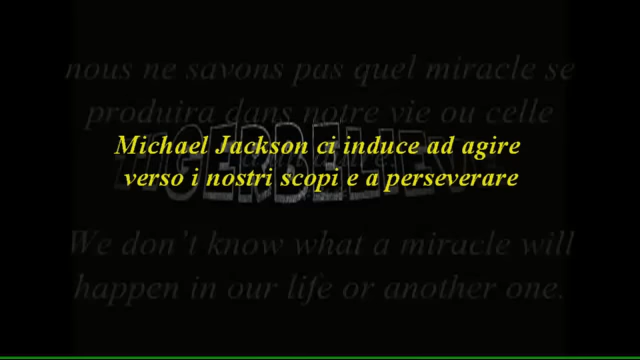 nous ne savons pas quel miracle se
produira dans notre vie ou celle
Michael Jackson ci induce ad agire
verso i nostri scopi e a perseverare
We don't know what a miracle will
happen in our life or another one.